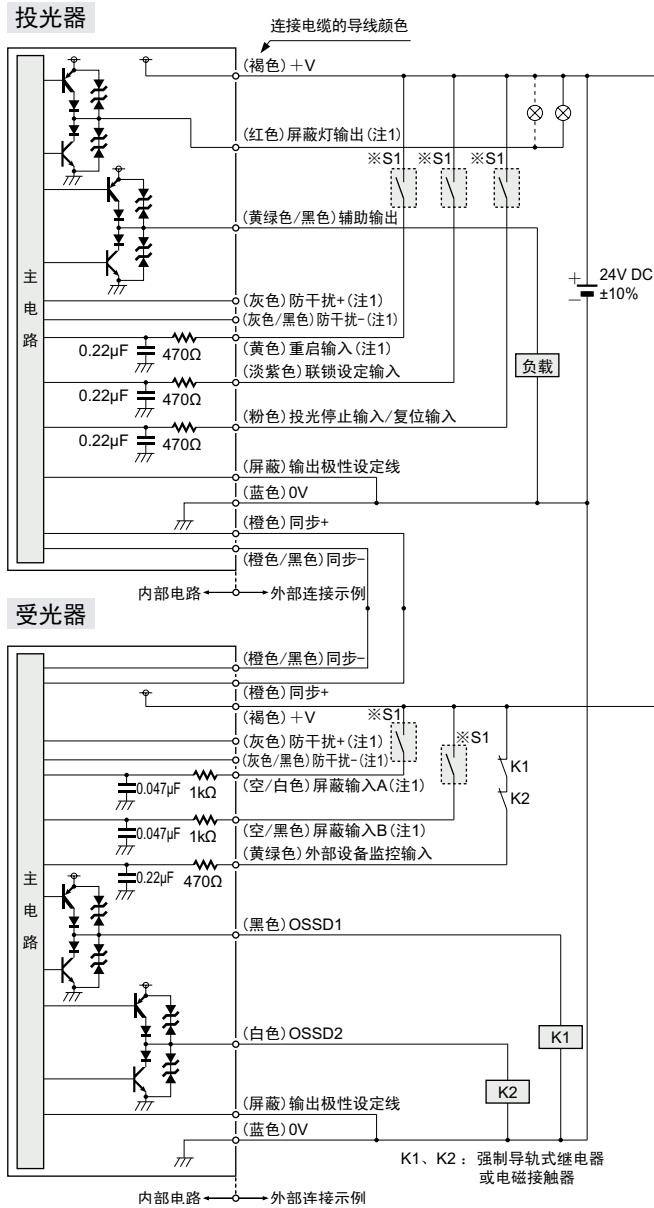 投光器
连接电缆的导线颜色
(褐色)＋V
(红色)屏蔽灯输出(注1)
※S1 ※S1 ※S1
(黄绿色/黑色)辅助输出
主电路
24V DC
±10%
＋
－
(灰色)防干扰+(注1)
(灰色/黑色)防干扰−(注1)
0.22µF 470Ω
(黄色)重启输入(注1)
(淡紫色)联锁设定输入
负载
0.22µF 470Ω
(粉色)投光停止输入/复位输入
0.22µF 470Ω
(屏蔽)输出极性设定线
(蓝色)0V
(橙色)同步+
(橙色/黑色)同步−
内部电路 外部连接示例
受光器
(橙色/黑色)同步−
(橙色)同步+
(褐色)＋V
※S1
(灰色)防干扰+(注1)
※S1
(灰色/黑色)防干扰−(注1)
K1
0.047µF 1kΩ
(空/白色)屏蔽输入A(注1)
K2
0.047µF 1kΩ
(空/黑色)屏蔽输入B(注1)
(黄绿色)外部设备监控输入
0.22µF 470Ω
主电路
(黑色)OSSD1
K1
(白色)OSSD2
K2
(屏蔽)输出极性设定线
(蓝色)0V
K1、K2： 强制导轨式继电器
或电磁接触器
内部电路 外部连接示例